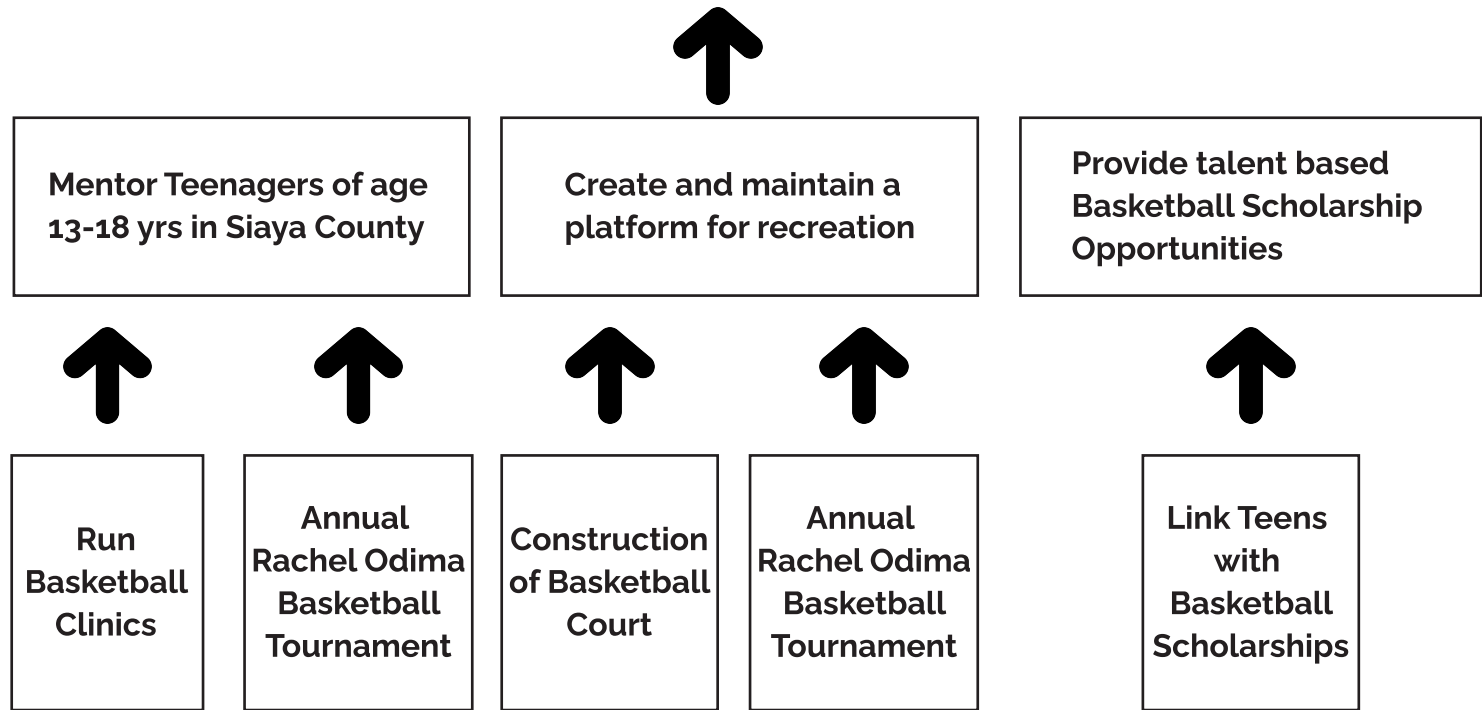 Mentor Teenagers of age
13-18 yrs in Siaya County
Create and maintain a
platform for recreation
Provide talent based
Basketball Scholarship
Opportunities
Run
Basketball
Clinics
Annual
Rachel Odima
Basketball
Tournament
Construction
of Basketball
Court
Annual
Rachel Odima
Basketball
Tournament
Link Teens
with
Basketball
Scholarships